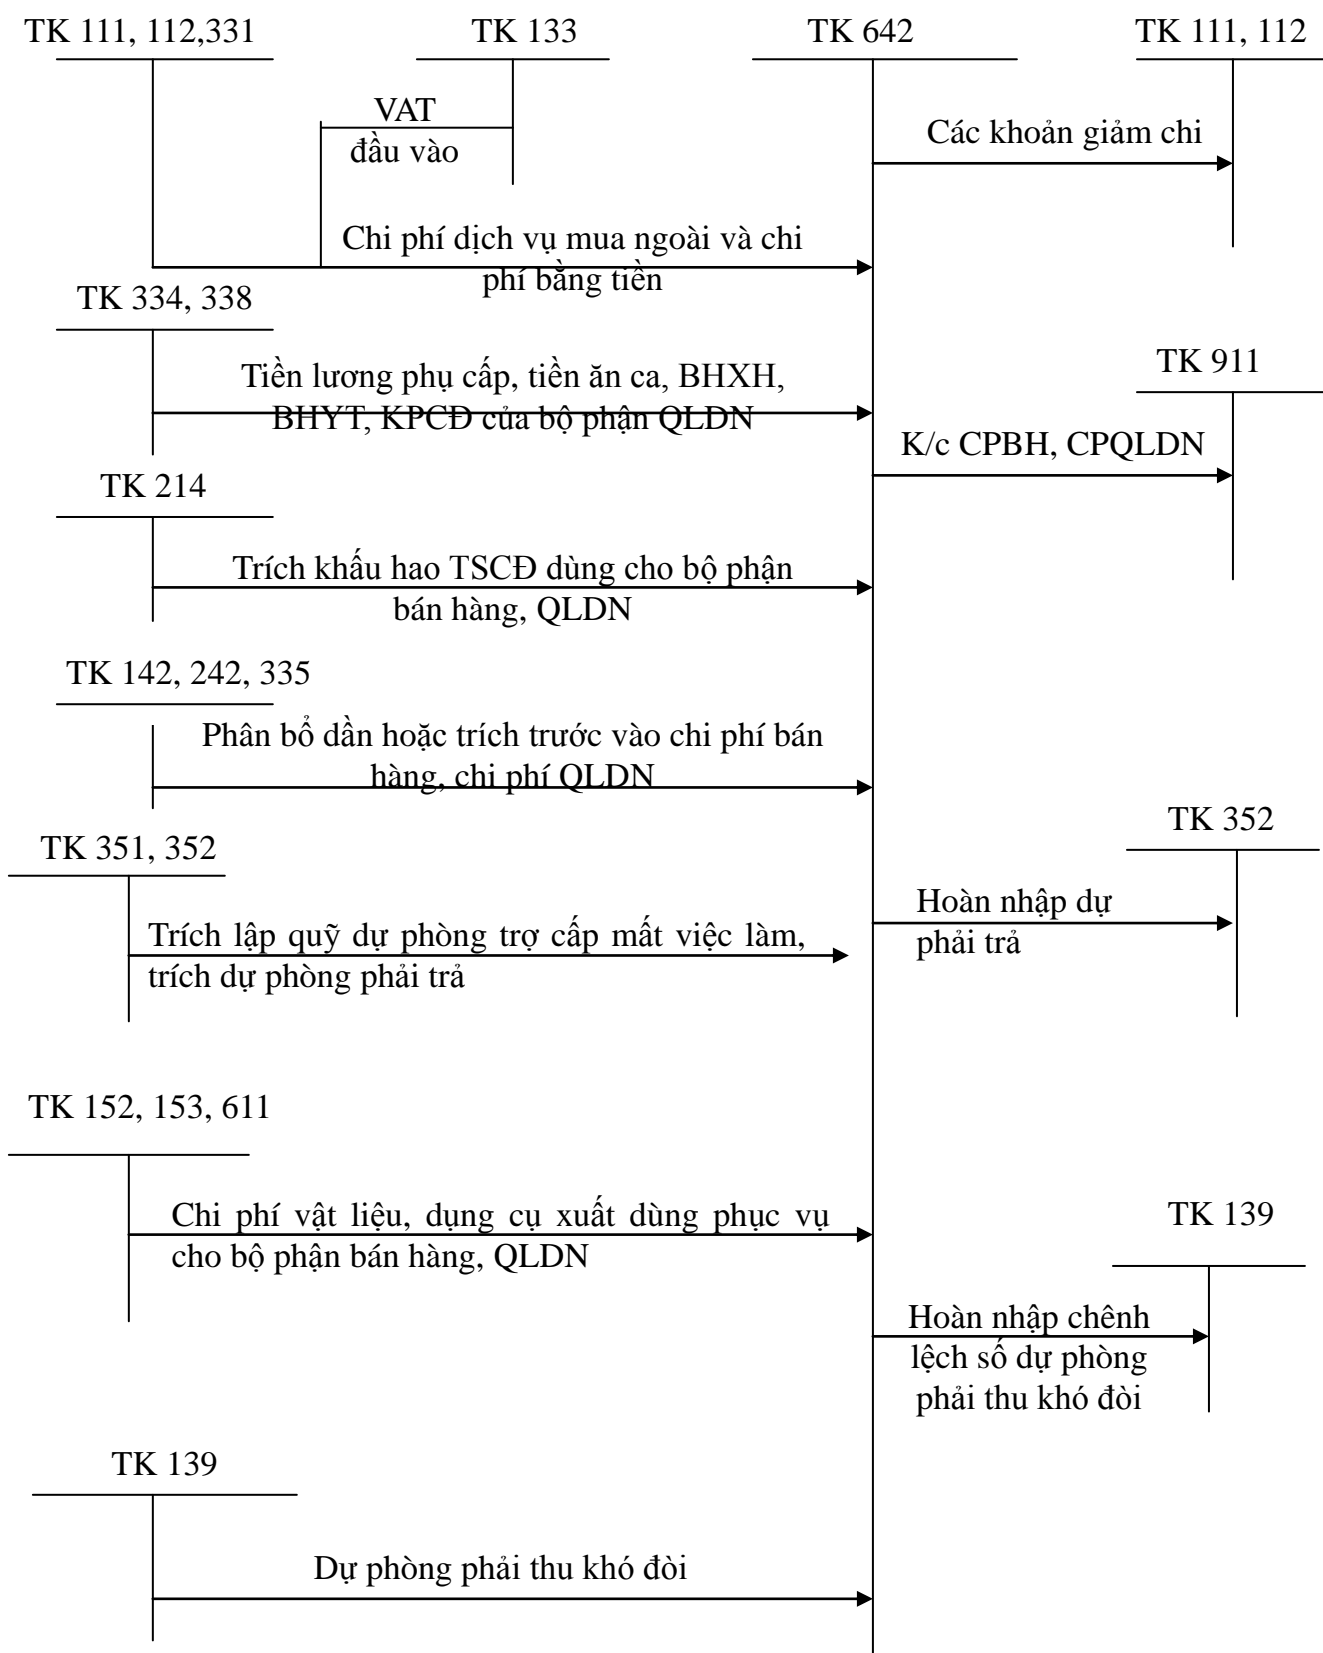 TK 111, 112,331
TK 133
TK 642
TK 111, 112
VAT
đầu vào
Các khoản giảm chi
Chi phí dịch vụ mua ngoài và chi
phí bằng tiền
TK 334, 338
Tiền lương phụ cấp, tiền ăn ca, BHXH,
BHYT, KPCĐ của bộ phận QLDN
TK 911
K/c CPBH, CPQLDN
TK 214
Trích khấu hao TSCĐ dùng cho bộ phận
bán hàng, QLDN
TK 142, 242, 335
Phân bổ dần hoặc trích trước vào chi phí bán
hàng, chi phí QLDN
TK 352
TK 351, 352
Hoàn nhập dự
phải trả
Trích lập quỹ dự phòng trợ cấp mất việc làm,
trích dự phòng phải trả
TK 152, 153, 611
Chi phí vật liệu, dụng cụ xuất dùng phục vụ
cho bộ phận bán hàng, QLDN
TK 139
Hoàn nhập chênh
lệch số dự phòng
phải thu khó đòi
TK 139
Dự phòng phải thu khó đòi